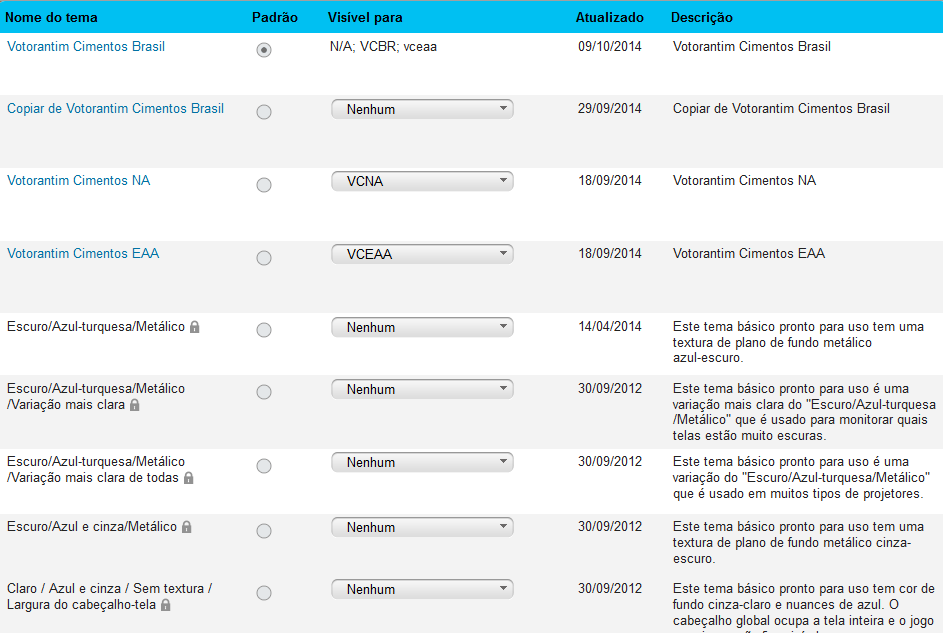 Nome do tema Padrão Visível para Atualizado Descrição
Votorantim Cimentos Brasil N/A; VCBR; vceaa 09/10/2014 Votorantim Cimentos Brasil
Copiar de Votorantim Cimentos Brasil Nenhum 29/09/2014 Copiar de Votorantim Cimentos Brasil
Votorantim Cimentos NA VCNA 18/09/2014 Votorantim Cimentos NA
Votorantim Cimentos EAA VCEAA 18/09/2014 Votorantim Cimentos EAA
Escuro/Azul-turquesa/Metálico Nenhum 14/04/2014 Este tema básico pronto para uso tem uma
textura de plano de fundo metálico
azul-escuro.
Escuro/Azul-turquesa/Metálico Nenhum 30/09/2012 Este tema básico pronto para uso é uma
/Variação mais clara variação mais clara do "Escuro/Azul-turquesa
/Metálico" que é usado para monitorar quais
telas estão muito escuras.
Escuro/Azul-turquesa/Metálico Nenhum 30/09/2012 Este tema básico pronto para uso é uma
/Variação mais clara de todas variação do "Escuro/Azul-turquesa/Metálico"
que é usado em muitos tipos de projetores.
Escuro/Azul e cinza/Metálico Nenhum 30/09/2012 Este tema básico pronto para uso tem uma
textura de plano de fundo metálico cinza-
escuro.
Claro / Azul e cinza / Sem textura / Nenhum 30/09/2012 Este tema básico pronto para uso tem cor de
Largura do cabeçalho-tela fundo cinza-claro e nuances de azul. O
cabeçalho global ocupa a tela inteira e o jogo